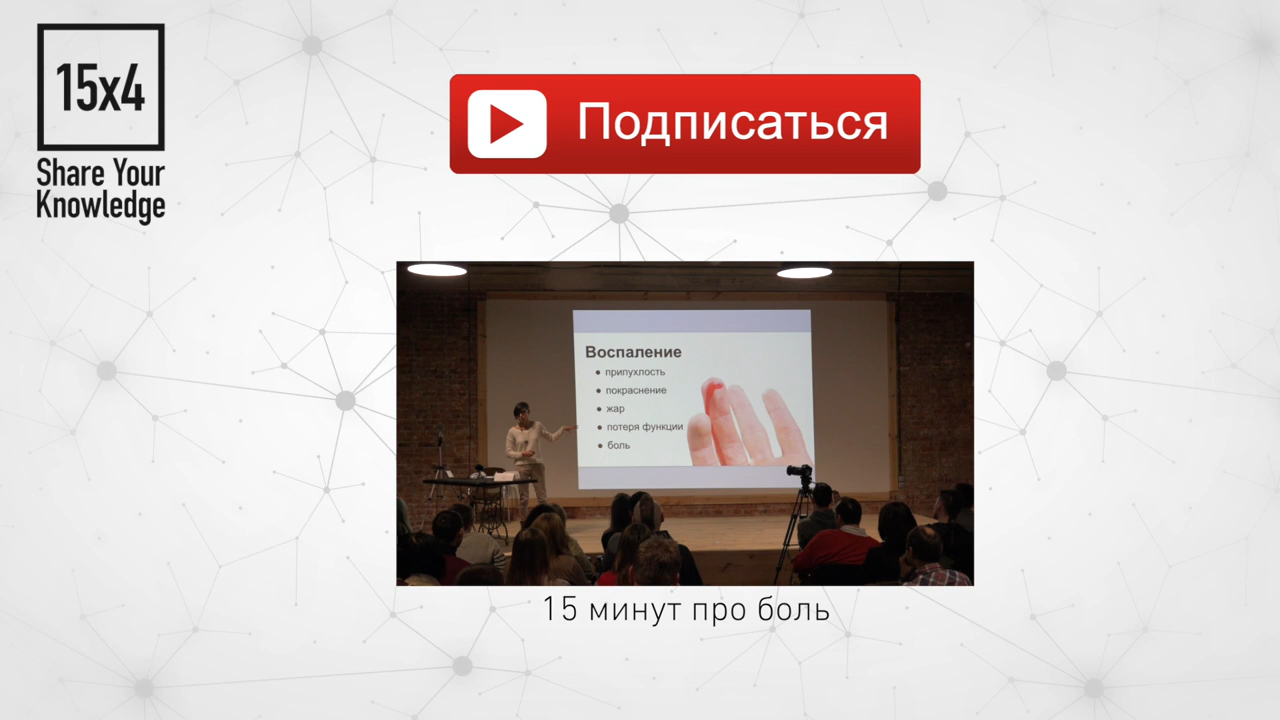 15x4
Share Your
Knowledge
Подписаться
Воспаление
припухлость
покраснение
жар
потеря функции
боль
15 минут про боль